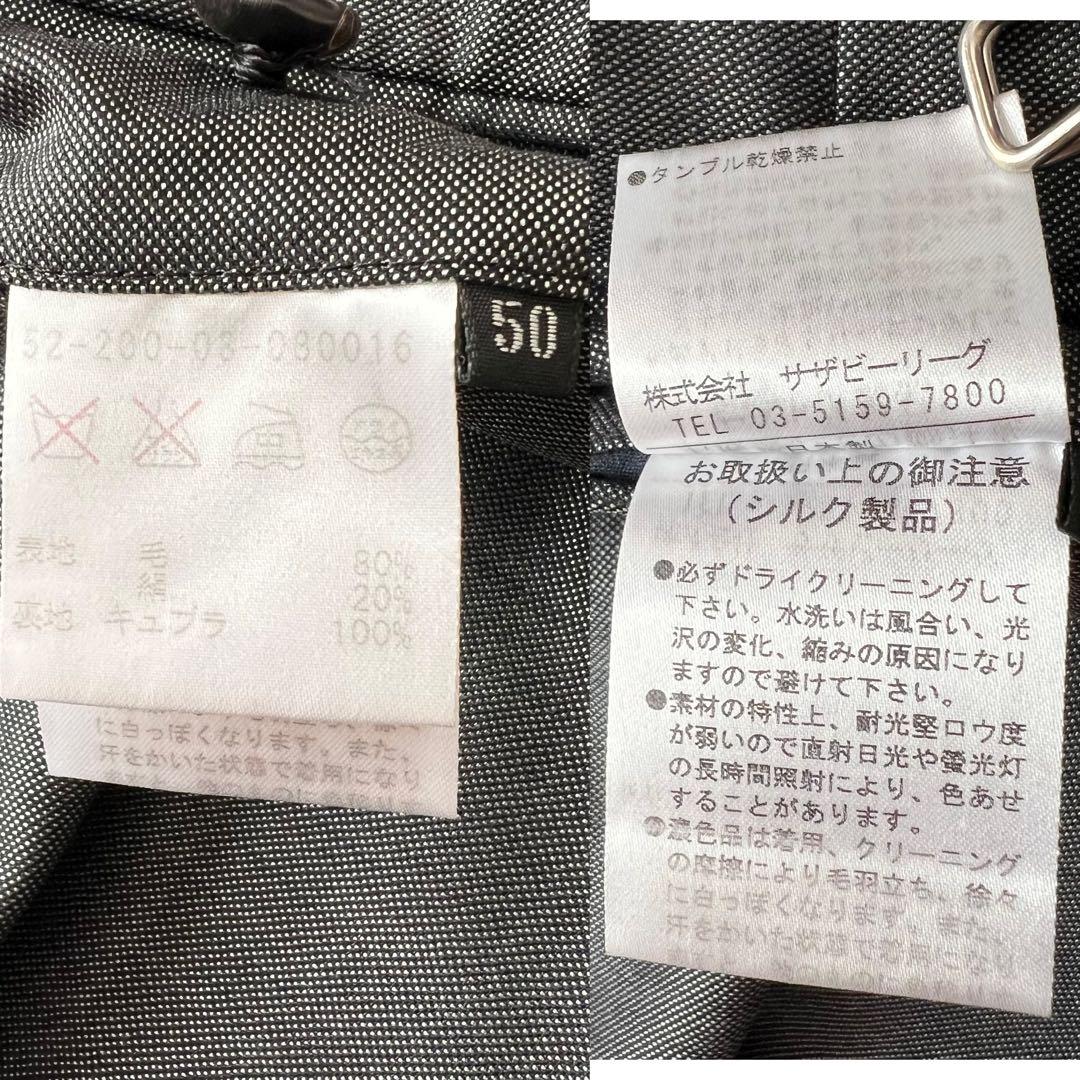 52-200-03-080016
50
中
表地 毛 80%
絹 20%
裏地 キュプラ 100%
に白っぽくなります。また、
汗をかいた状態で着用になり
●タンブル乾燥禁止
株式会社 サザビーリーグ
TEL 03-5159-7800
日本製
お取扱い上の御注意
(シルク製品)
●必ずドライクリーニングして
下さい。水洗いは風合い、光
沢の変化、縮みの原因になり
ますので避けて下さい。
●素材の特性上、耐光堅ロウ度
が弱いので直射日光や螢光灯
の長時間照射により、色あせ
することがあります。
●濃色品は着用、クリーニング
の摩擦により毛羽立ち、徐々
に白っぽくなります。また、
汗をかいた状態で着用になり